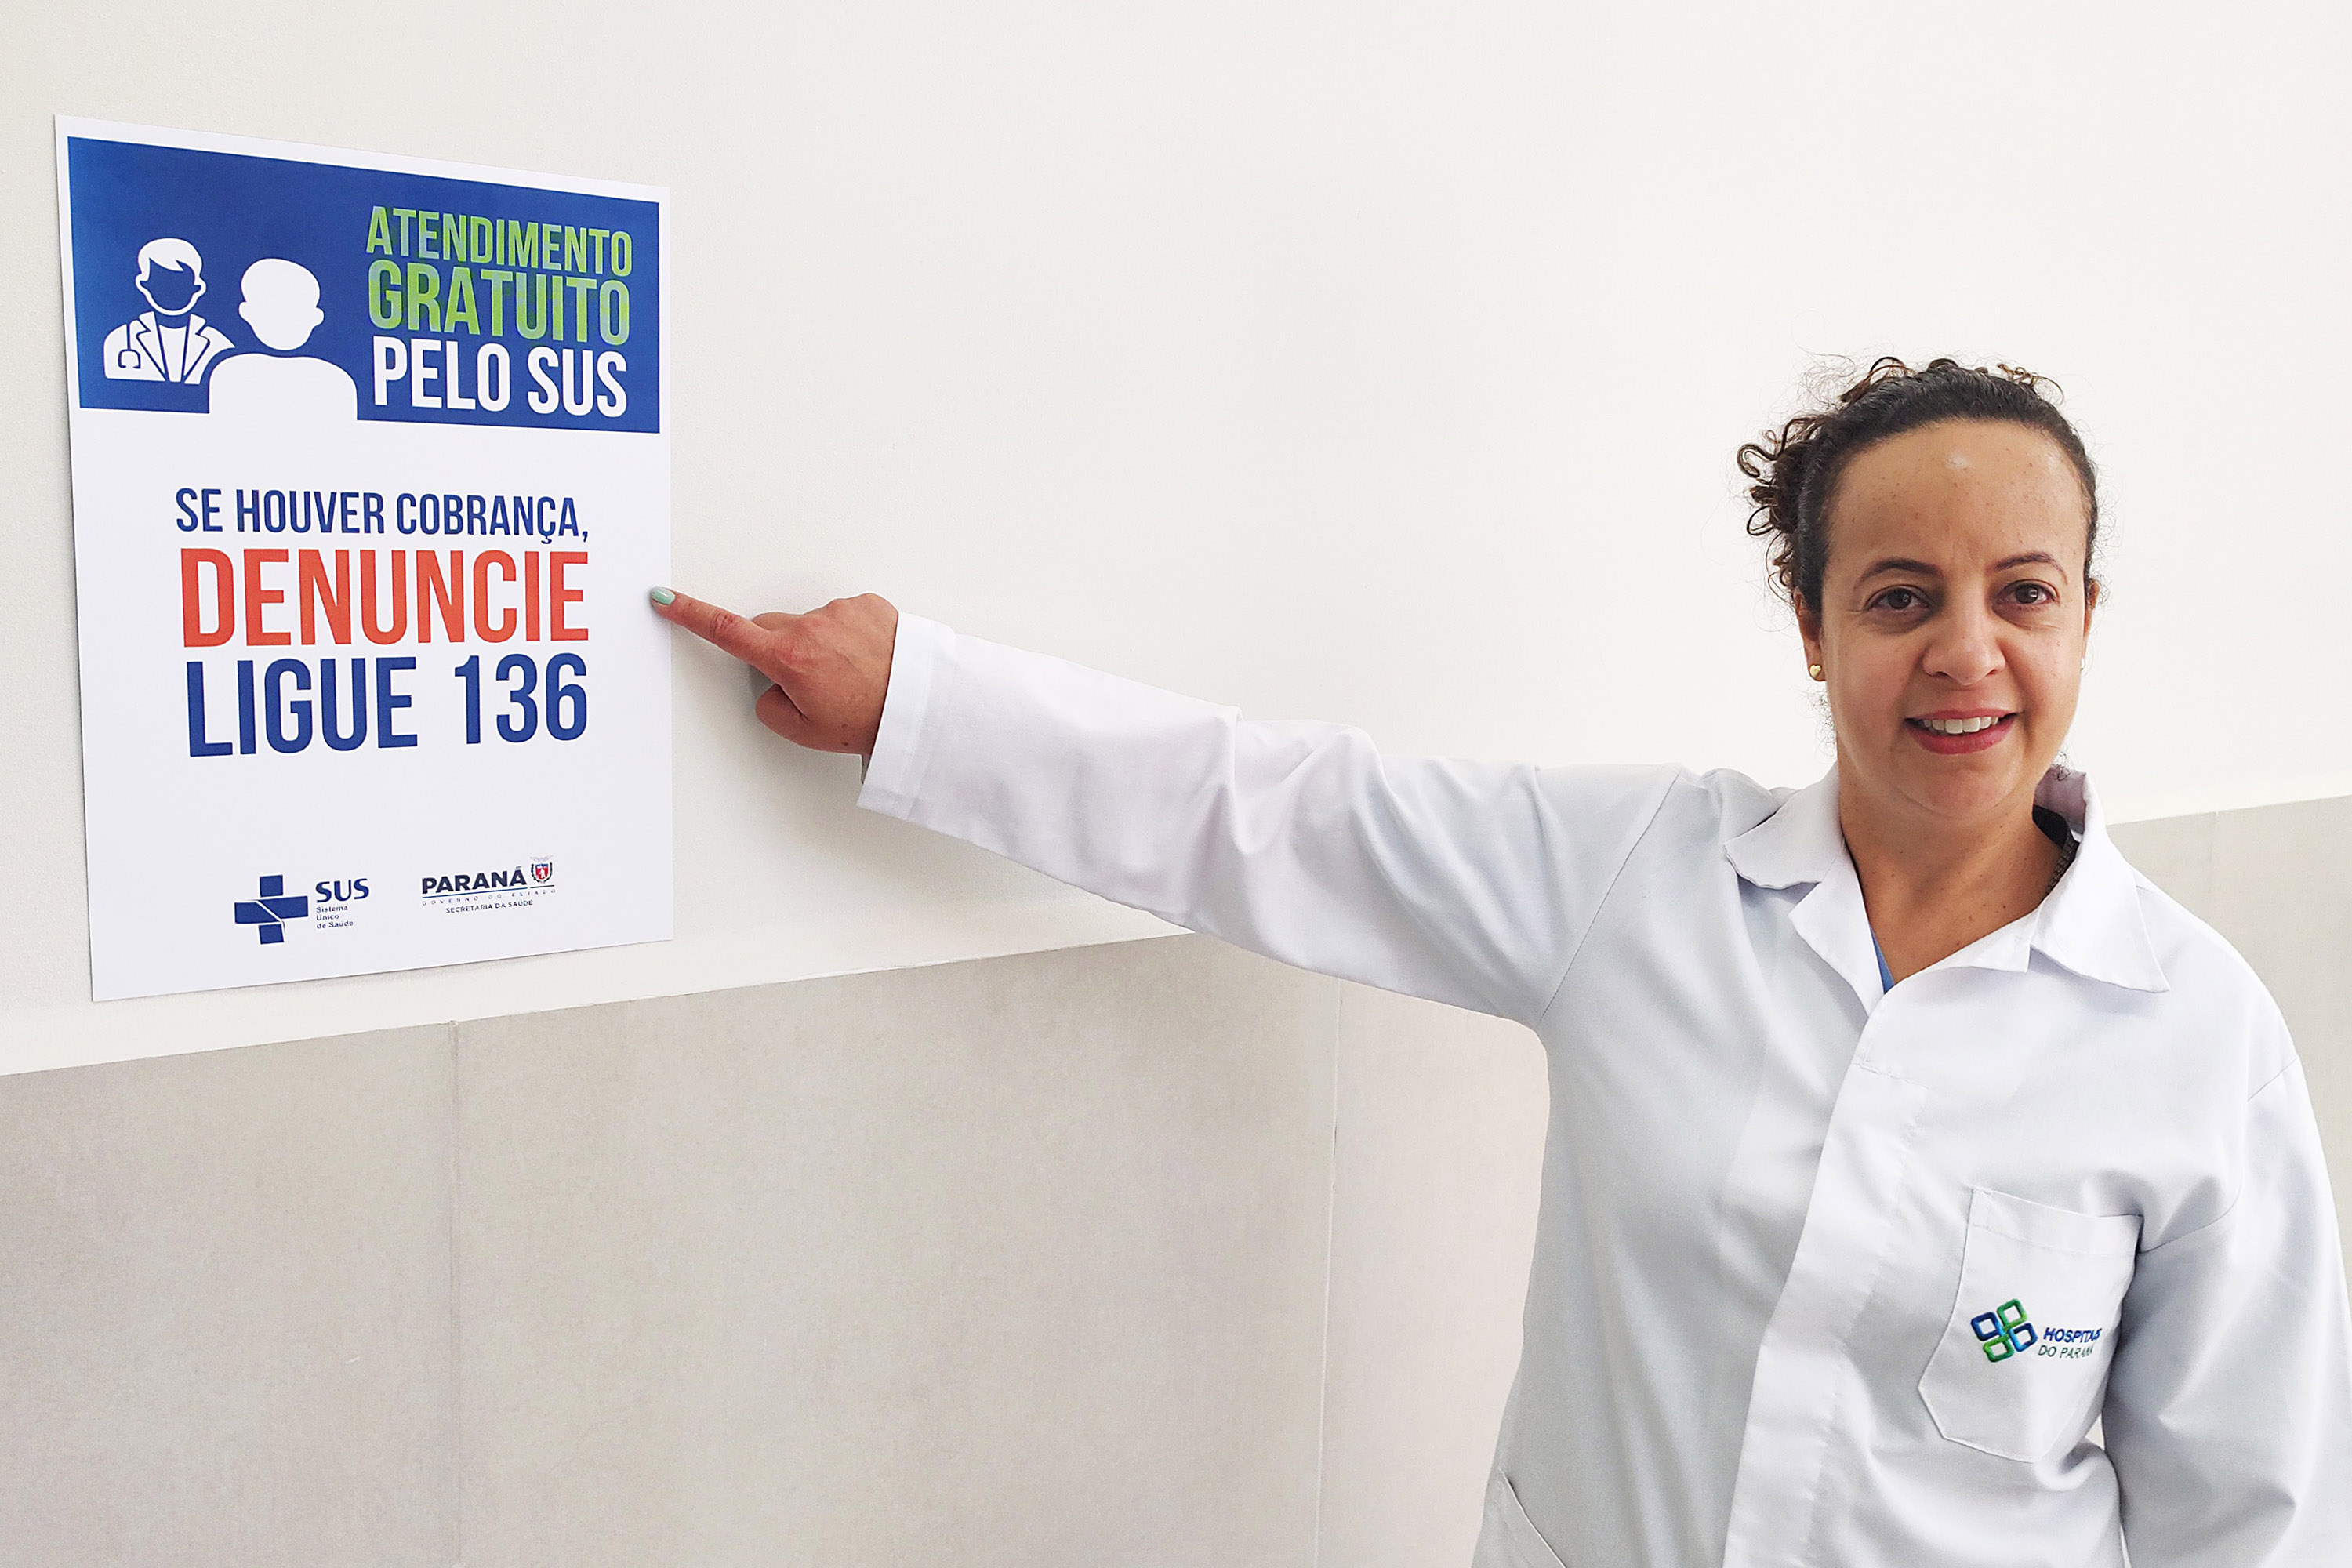 ATENDIMENTO
GRATUITO
PELO SUS
SE HOUVER COBRANÇA,
DENUNCIE
LIGUE 136
SUS
Sistema
Único
de Saúde
PARANÁ
GOVERNO DO ESTADO
SECRETARIA DA SAÚDE
HOSPITAIS
DO PARANÁ